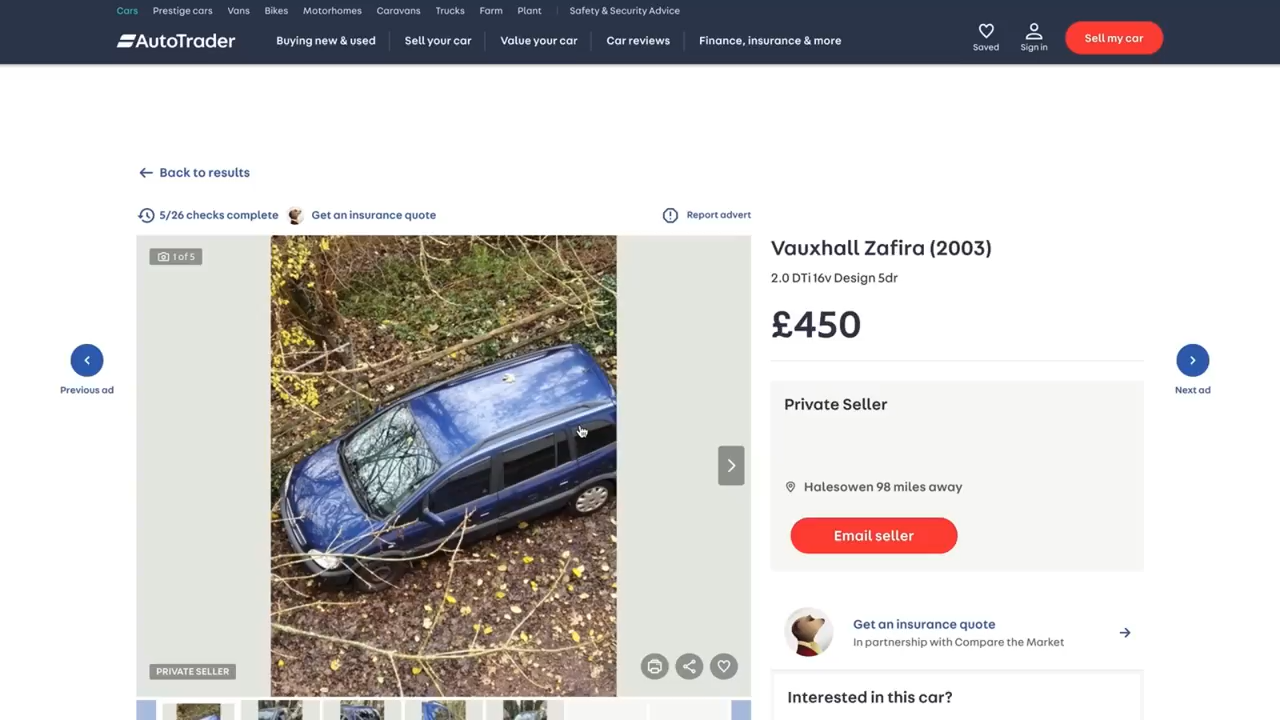 Cars Prestige cars Vans Bikes Motorhomes Caravans Trucks Farm Plant Safety & Security Advice
AutoTrader Buying new & used Sell your car Value your car Car reviews Finance, insurance & more Saved Sign in Sell my car
Back to results
5/26 checks complete Get an insurance quote Report advert
1 of 5
Vauxhall Zafira (2003)
2.0 DTi 16v Design 5dr
£450
Previous ad
Next ad
Private Seller
Halesowen 98 miles away
Email seller
Get an insurance quote
In partnership with Compare the Market
PRIVATE SELLER
Interested in this car?